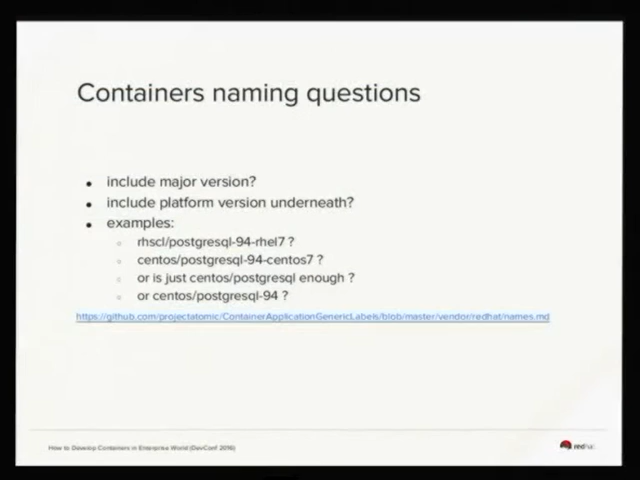 Containers naming questions
include major version?
include platform version underneath?
examples:
rhscl/postgresql-94-rhel7 ?
centos/postgresql-94-centos7 ?
or is just centos/postgresql enough ?
or centos/postgresql-94 ?
https://github.com/projectatomic/ContainerApplicationGenericLabels/blob/master/vendor/redhat/names.md
How to Develop Containers in Enterprise World (DevConf 2016)
redhat